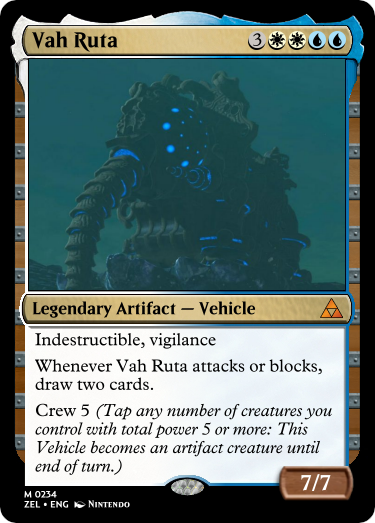 Vah Ruta 3
Legendary Artifact — Vehicle
Indestructible, vigilance
Whenever Vah Ruta attacks or blocks,
draw two cards.
Crew 5 (Tap any number of creatures you
control with total power 5 or more: This
Vehicle becomes an artifact creature until
end of turn.)
7/7
M 0234
ZEL • ENG Nintendo